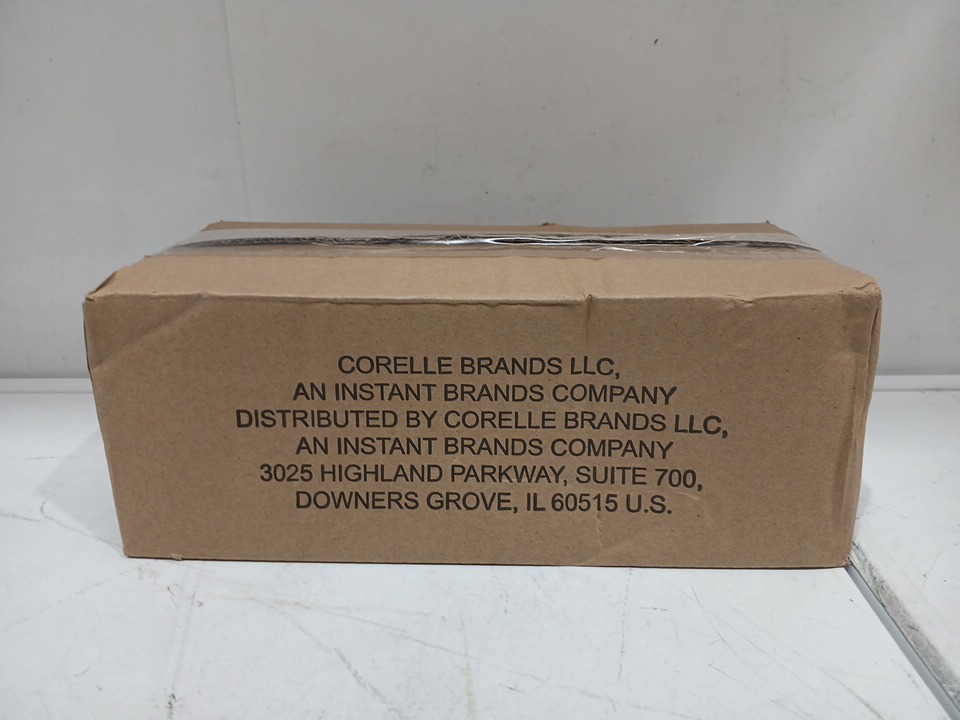 CORELLE BRANDS LLC,
AN INSTANT BRANDS COMPANY
DISTRIBUTED BY CORELLE BRANDS LLC,
AN INSTANT BRANDS COMPANY
3025 HIGHLAND PARKWAY, SUITE 700,
DOWNERS GROVE, IL 60515 U.S.